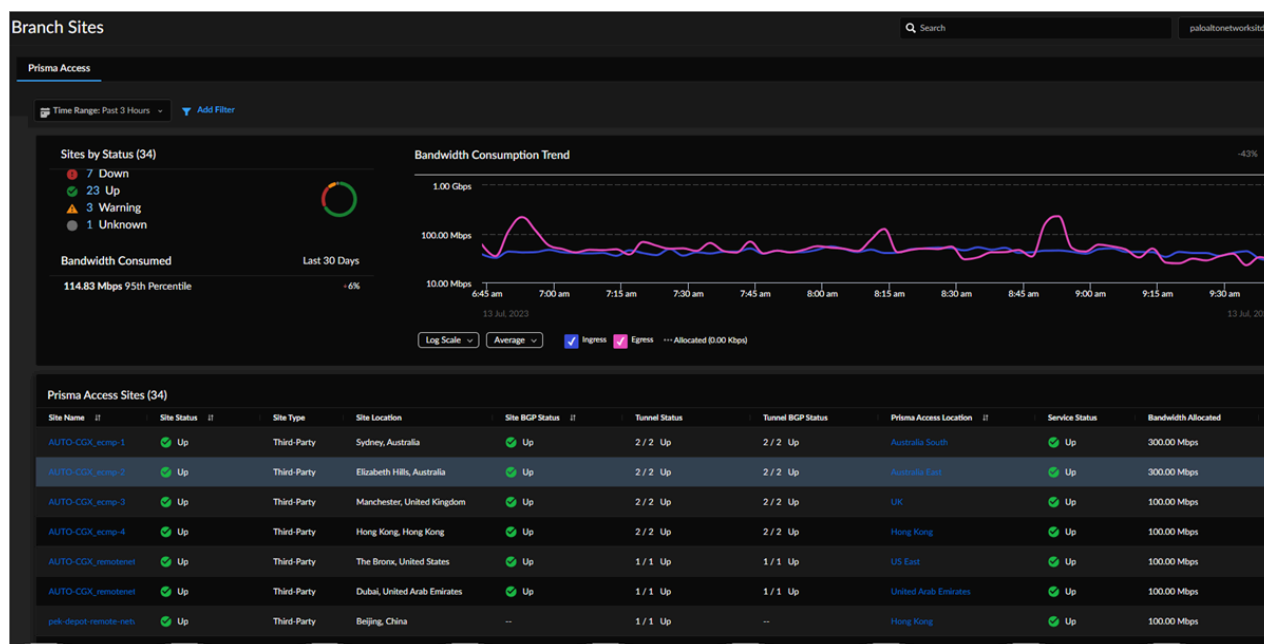 Branch Sites
Search
paloaltonetworksitd
Prisma Access
Time Range: Past 3 Hours
Add Filter
Sites by Status (34)
7 Down
23 Up
3 Warning
1 Unknown
Bandwidth Consumed Last 30 Days
114.83 Mbps 95th Percentile +6%
Bandwidth Consumption Trend -43%
1.00 Gbps
100.00 Mbps
10.00 Mbps
6:45 am 7:00 am 7:15 am 7:30 am 7:45 am 8:00 am 8:15 am 8:30 am 8:45 am 9:00 am 9:15 am 9:30 am
13 Jul, 2023 13 Jul, 20
Log Scale Average Ingress Egress Allocated (0.00 Kbps)
Prisma Access Sites (34)
Site Name Site Status Site Type Site Location Site BGP Status Tunnel Status Tunnel BGP Status Prisma Access Location Service Status Bandwidth Allocated
AUTO-CGX_ecmp-1 Up Third-Party Sydney, Australia Up 2 / 2 Up 2 / 2 Up Australia South Up 300.00 Mbps
AUTO-CGX_ecmp-2 Up Third-Party Elizabeth Hills, Australia Up 2 / 2 Up 2 / 2 Up Australia East Up 300.00 Mbps
AUTO-CGX_ecmp-3 Up Third-Party Manchester, United Kingdom Up 2 / 2 Up 2 / 2 Up UK Up 100.00 Mbps
AUTO-CGX_ecmp-4 Up Third-Party Hong Kong, Hong Kong Up 2 / 2 Up 2 / 2 Up Hong Kong Up 100.00 Mbps
AUTO-CGX_remotenet Up Third-Party The Bronx, United States Up 1 / 1 Up 1 / 1 Up US East Up 100.00 Mbps
AUTO-CGX_remotenet Up Third-Party Dubai, United Arab Emirates Up 1 / 1 Up 1 / 1 Up United Arab Emirates Up 100.00 Mbps
pek-depot-remote-netw Up Third-Party Beijing, China -- 1 / 1 Up -- Hong Kong Up 100.00 Mbps